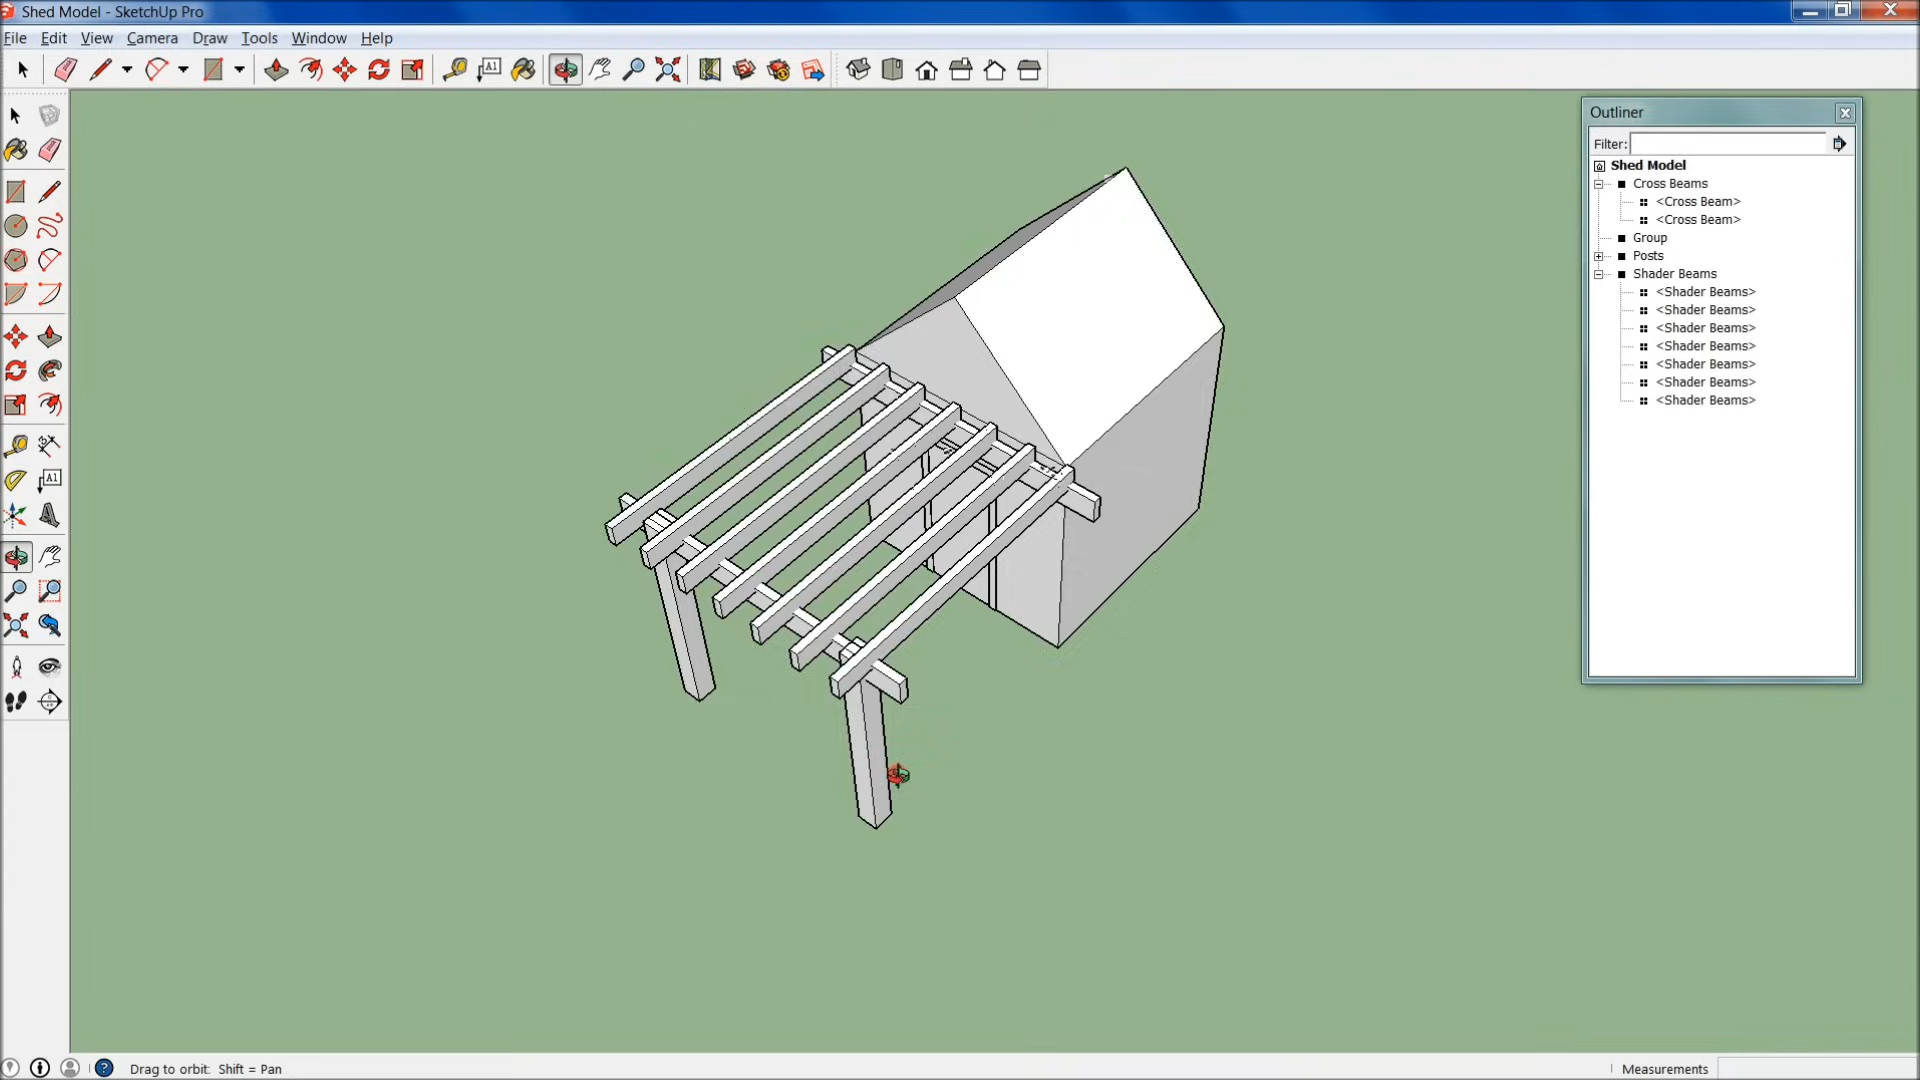 Shed Model - SketchUp Pro
File Edit View Camera Draw Tools Window Help
A1
Outliner
Filter:
Shed Model
Cross Beams
<Cross Beam>
<Cross Beam>
Group
Posts
Shader Beams
<Shader Beams>
<Shader Beams>
<Shader Beams>
<Shader Beams>
<Shader Beams>
<Shader Beams>
<Shader Beams>
A1
Drag to orbit: Shift = Pan
Measurements